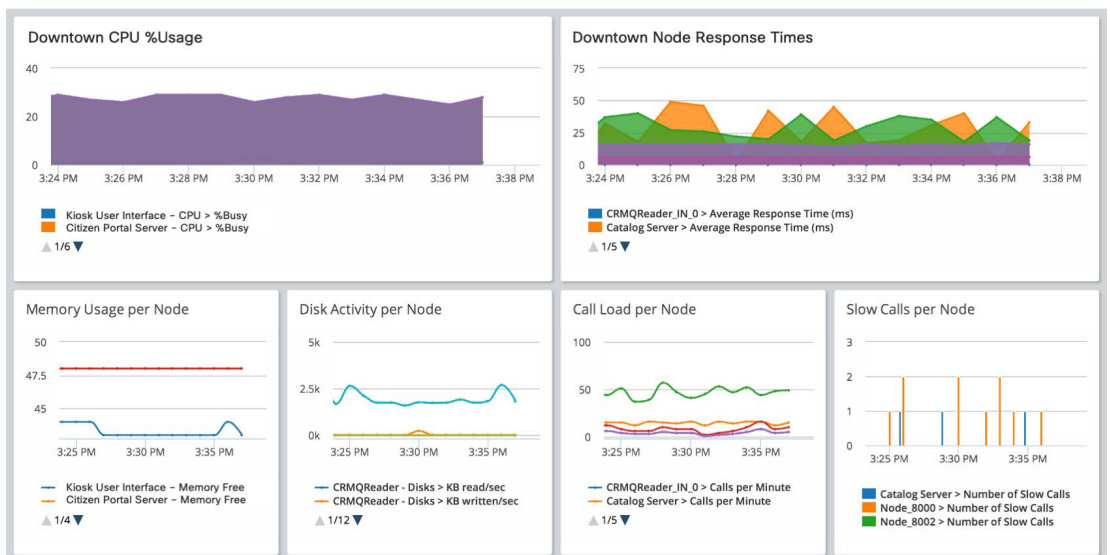 Downtown CPU %Usage
40
20
0
3:24 PM 3:26 PM 3:28 PM 3:30 PM 3:32 PM 3:34 PM 3:36 PM 3:38 PM
Kiosk User Interface – CPU > %Busy
Citizen Portal Server – CPU > %Busy
1/6
Downtown Node Response Times
75
50
25
0
3:24 PM 3:26 PM 3:28 PM 3:30 PM 3:32 PM 3:34 PM 3:36 PM 3:38 PM
CRMQReader_IN_0 > Average Response Time (ms)
Catalog Server > Average Response Time (ms)
1/5
Memory Usage per Node
50
47.5
45
3:25 PM 3:30 PM 3:35 PM
Kiosk User Interface – Memory Free
Citizen Portal Server – Memory Free
1/4
Disk Activity per Node
5k
2.5k
0k
3:25 PM 3:30 PM 3:35 PM
CRMQReader - Disks > KB read/sec
CRMQReader - Disks > KB written/sec
1/12
Call Load per Node
100
50
0
3:25 PM 3:30 PM 3:35 PM
CRMQReader_IN_0 > Calls per Minute
Catalog Server > Calls per Minute
1/5
Slow Calls per Node
3
2
1
0
3:25 PM 3:30 PM 3:35 PM
Catalog Server > Number of Slow Calls
Node_8000 > Number of Slow Calls
Node_8002 > Number of Slow Calls